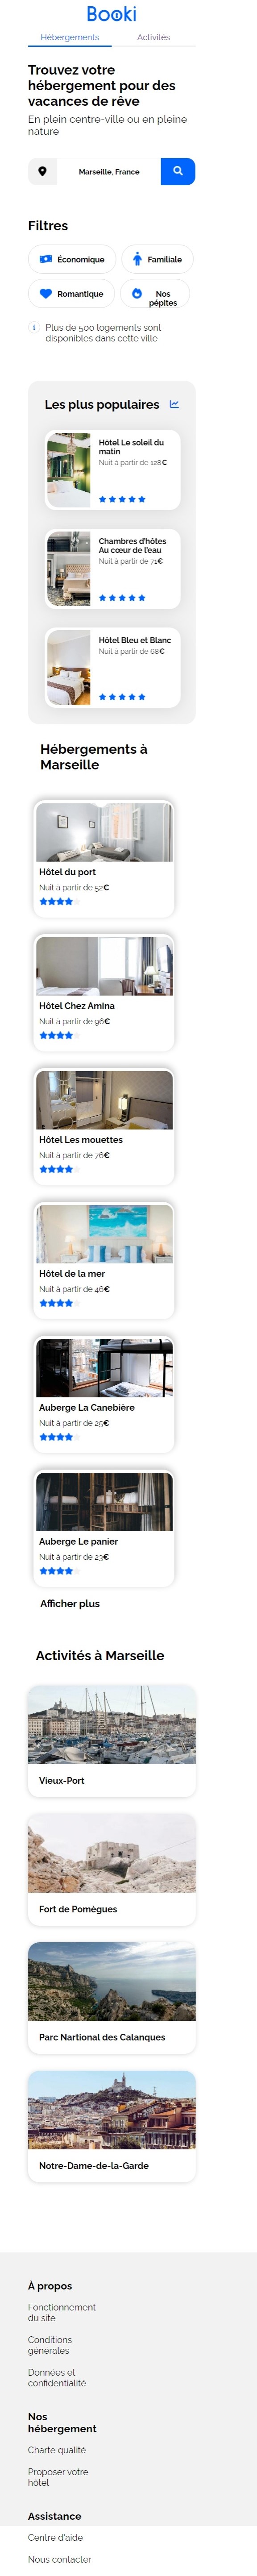 Booki
Hébergements
Activités
Trouvez votre
hébergement pour des
vacances de rêve
En plein centre-ville ou en pleine
nature
Marseille, France
Filtres
Économique
Familiale
Romantique
Nos
pépites
i
Plus de 500 logements sont
disponibles dans cette ville
Les plus populaires
Hôtel Le soleil du
matin
Nuit à partir de 128€
Chambres d'hôtes
Au cœur de l'eau
Nuit à partir de 71€
Hôtel Bleu et Blanc
Nuit à partir de 68€
Hébergements à
Marseille
Hôtel du port
Nuit à partir de 52€
Hôtel Chez Amina
Nuit à partir de 96€
Hôtel Les mouettes
Nuit à partir de 76€
Hôtel de la mer
Nuit à partir de 46€
Auberge La Canebière
Nuit à partir de 25€
Auberge Le panier
Nuit à partir de 23€
Afficher plus
Activités à Marseille
Vieux-Port
Fort de Pomègues
Parc Nartional des Calanques
Notre-Dame-de-la-Garde
À propos
Fonctionnement
du site
Conditions
générales
Données et
confidentialité
Nos
hébergement
Charte qualité
Proposer votre
hôtel
Assistance
Centre d'aide
Nous contacter